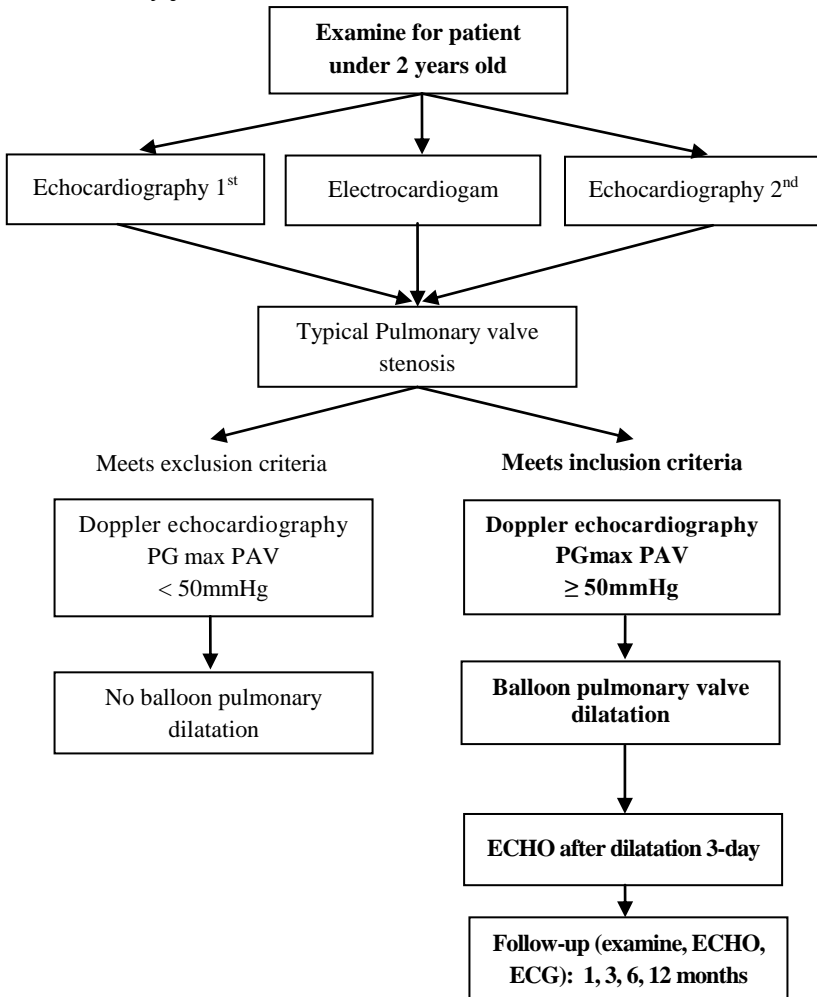 Examine for patient
under 2 years old
Echocardiography 1st
Electrocardiogam
Echocardiography 2nd
Typical Pulmonary valve
stenosis
Meets exclusion criteria
Meets inclusion criteria
Doppler echocardiography
PG max PAV
< 50mmHg
Doppler echocardiography
PGmax PAV
≥ 50mmHg
No balloon pulmonary
dilatation
Balloon pulmonary valve
dilatation
ECHO after dilatation 3-day
Follow-up (examine, ECHO,
ECG): 1, 3, 6, 12 months